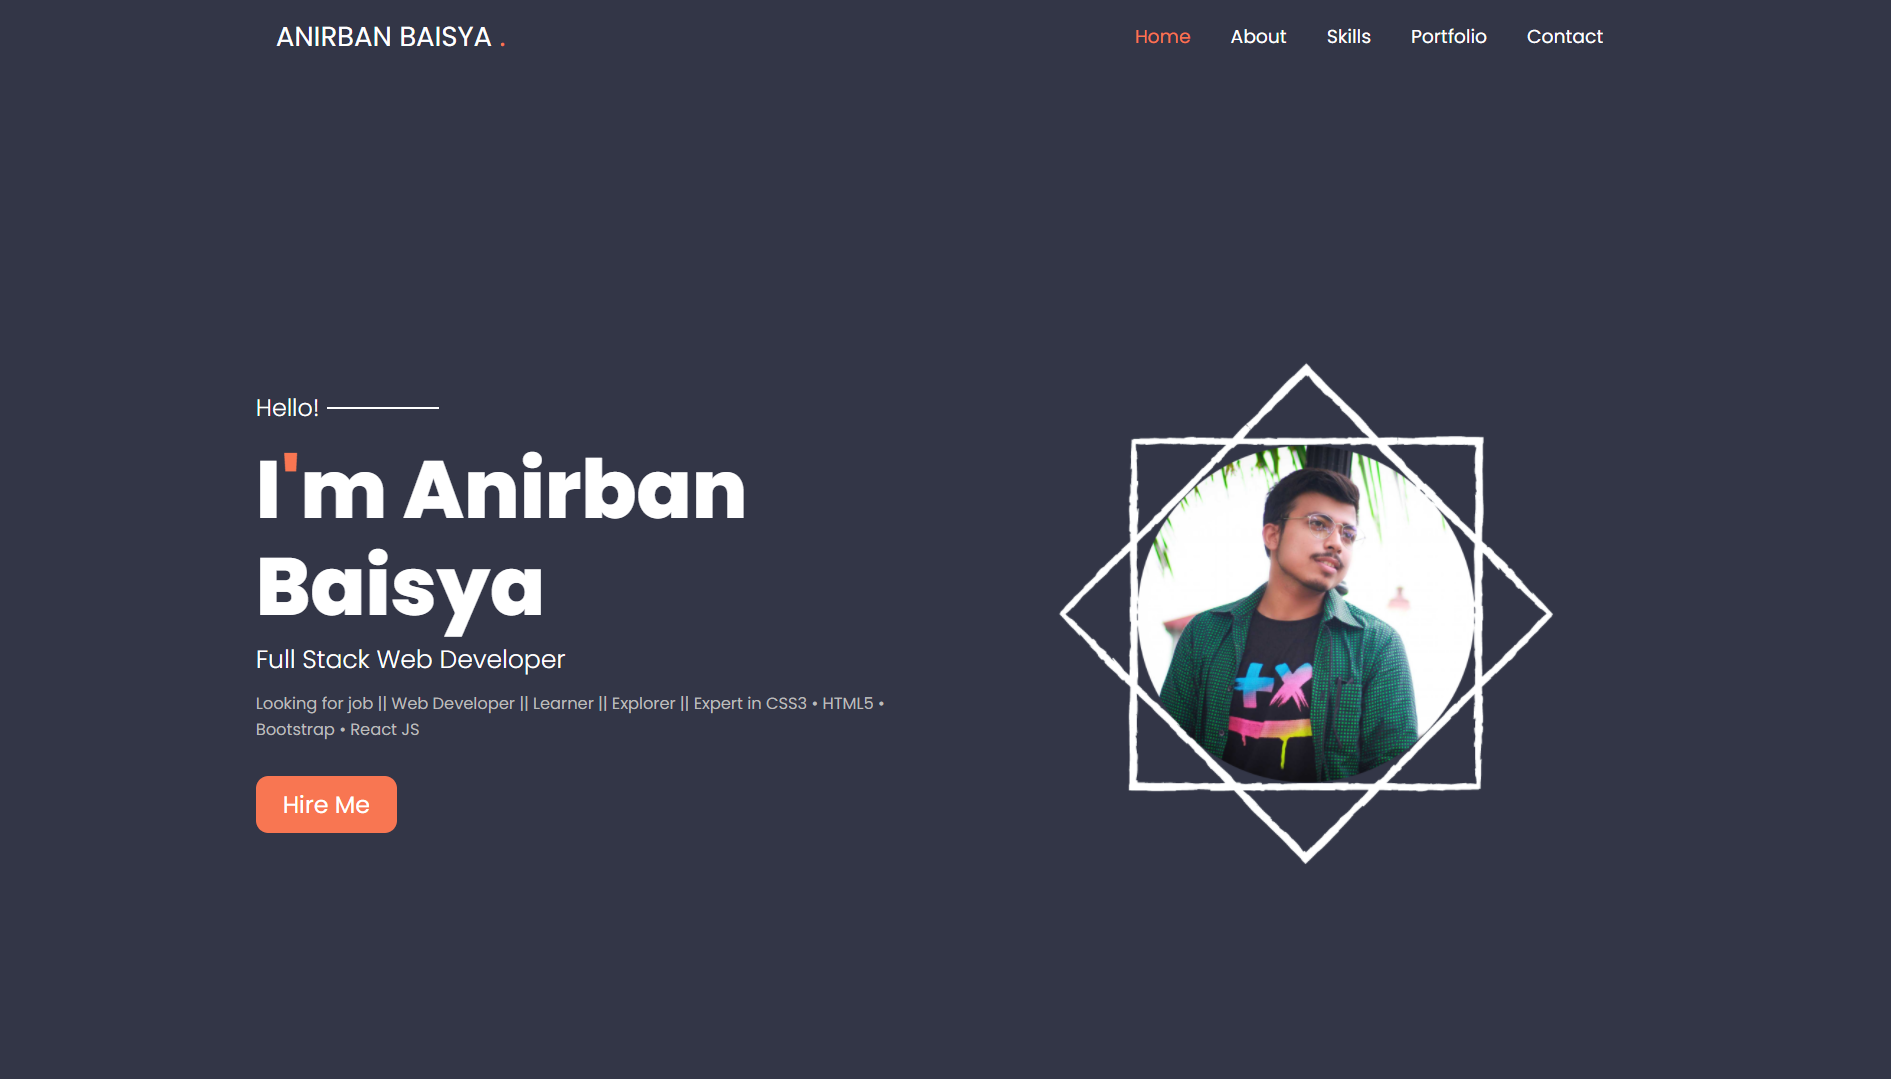 ANIRBAN BAISYA .
Home About Skills Portfolio Contact
Hello!
I'm Anirban
Baisya
Full Stack Web Developer
Looking for job || Web Developer || Learner || Explorer || Expert in CSS3 • HTML5 •
Bootstrap • React JS
Hire Me
+x